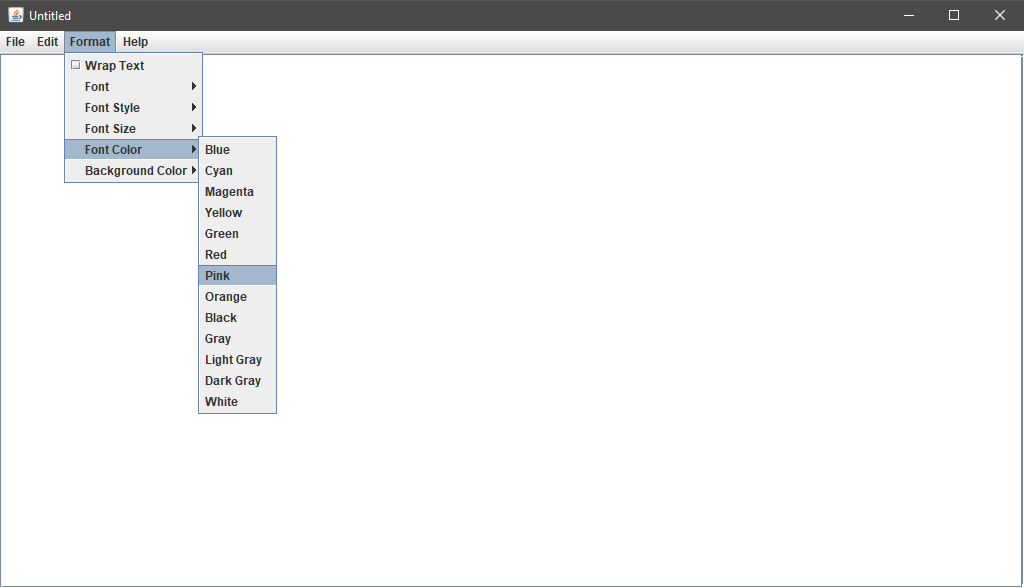 Untitled
File Edit Format Help
Wrap Text
Font
Font Style
Font Size
Font Color
Background Color
Blue
Cyan
Magenta
Yellow
Green
Red
Pink
Orange
Black
Gray
Light Gray
Dark Gray
White